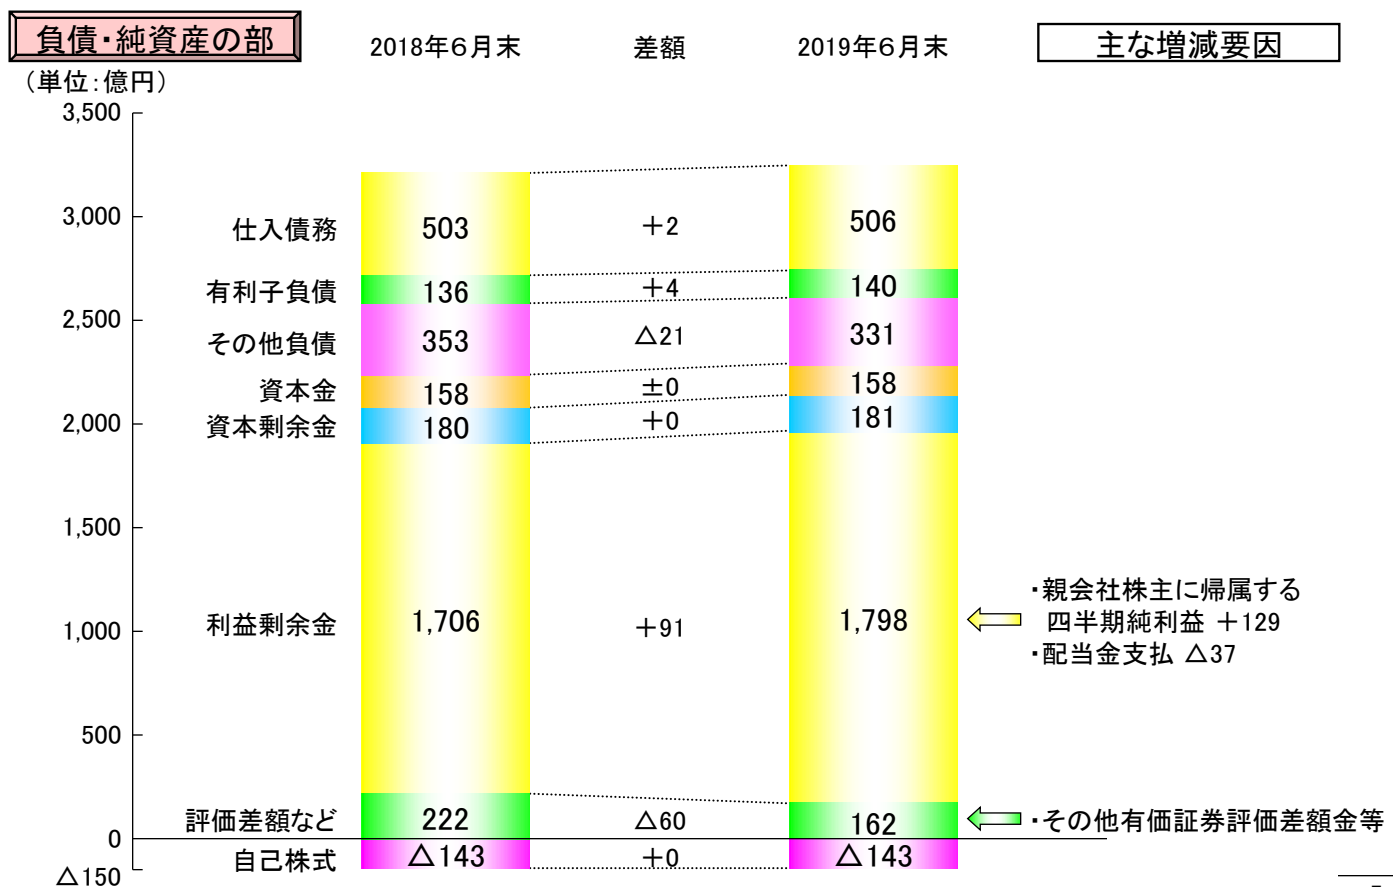 負債・純資産の部 2018年6月末 差額 2019年6月末 主な増減要因
（単位：億円）
3,500
3,000
仕入債務 503 ＋2 506
有利子負債 136 ＋4 140
2,500
その他負債 353 △21 331
資本金 158 ±0 158
2,000 資本剰余金 180 ＋0 181
1,500
・親会社株主に帰属する
1,000 利益剰余金 1,706 ＋91 1,798 四半期純利益 ＋129
・配当金支払 △37
500
評価差額など 222 △60 162 ・その他有価証券評価差額金等
0
自己株式 △143 ＋0 △143
△150